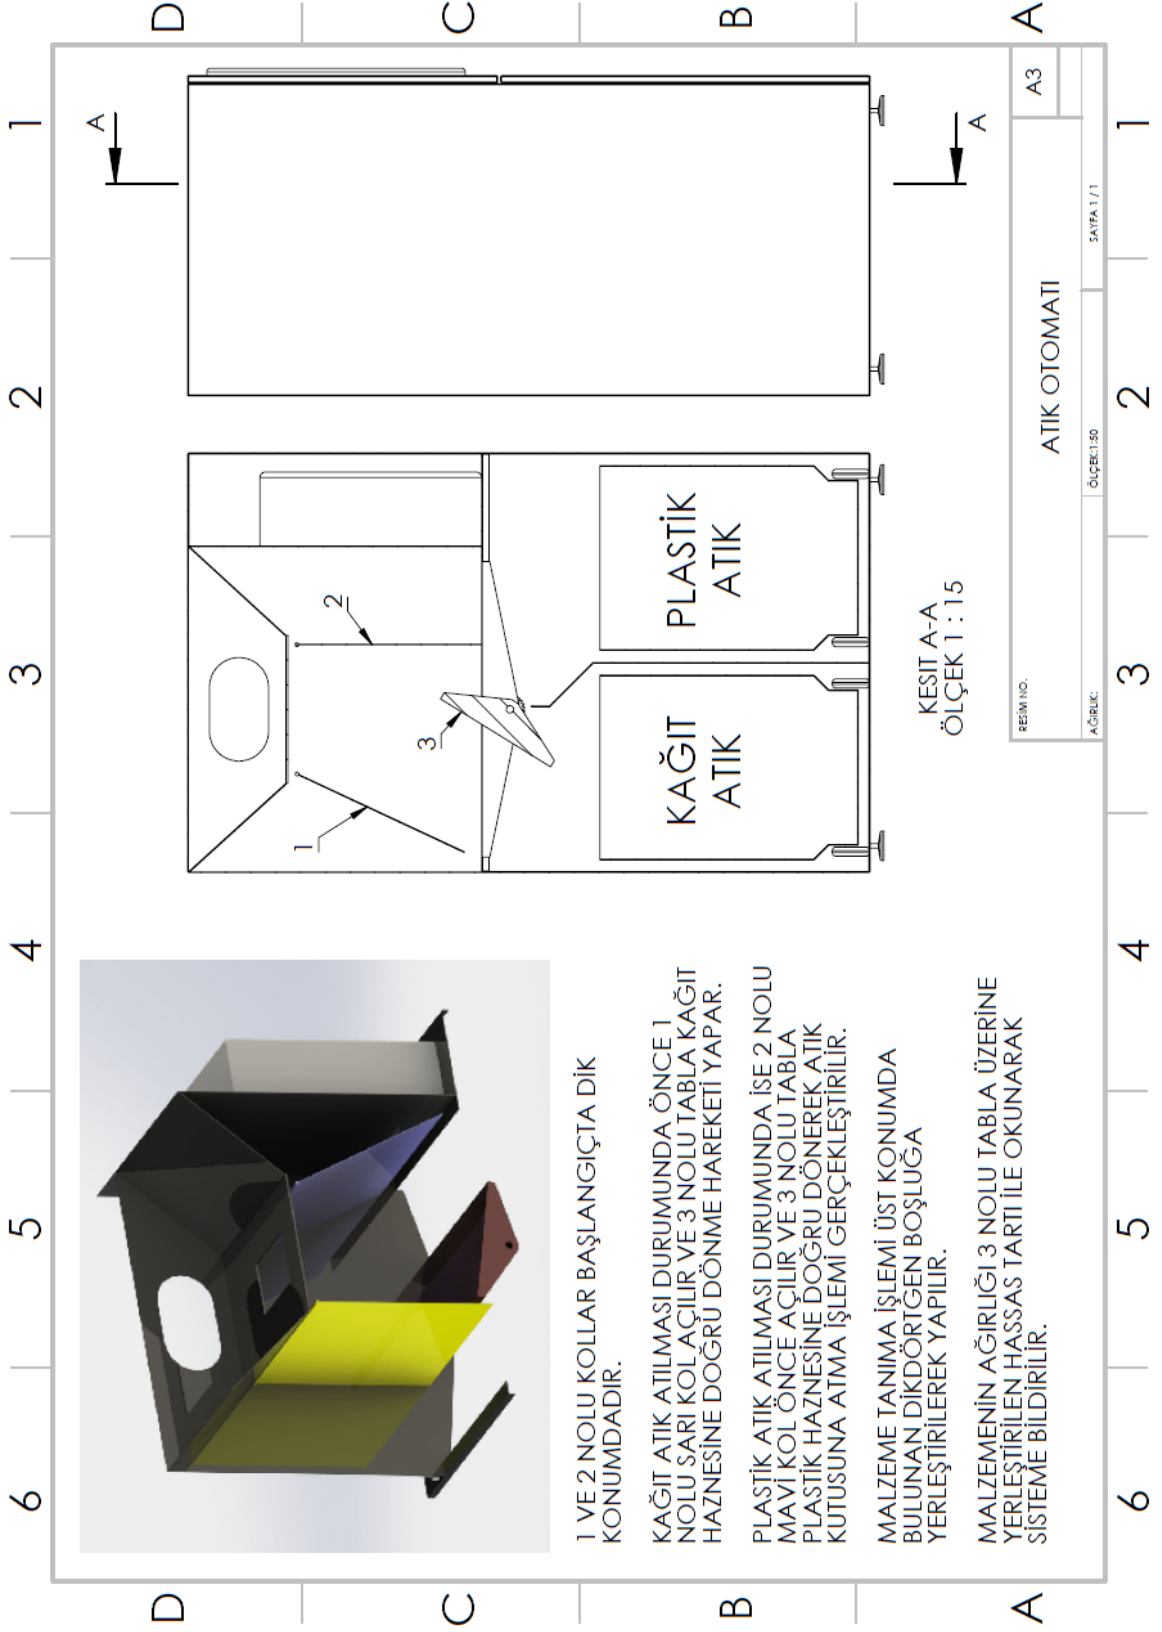 6 5 4 3 2 1
D
C
B
A
1 VE 2 NOLU KOLLAR BAŞLANGIÇTA DİK
KONUMDADIR.
KAĞIT ATIK ATILMASI DURUMUNDA ÖNCE 1
NOLU SARI KOL AÇILIR VE 3 NOLU TABLA KAĞIT
HAZNESİNE DOĞRU DÖNME HAREKETİ YAPAR.
PLASTİK ATIK ATILMASI DURUMUNDA İSE 2 NOLU
MAVİ KOL ÖNCE AÇILIR VE 3 NOLU TABLA
PLASTİK HAZNESİNE DOĞRU DÖNEREK ATIK
KUTUSUNA ATMA İŞLEMİ GERÇEKLEŞTİRİLİR.
MALZEME TANIMA İŞLEMİ ÜST KONUMDA
BULUNAN DİKDÖRTGEN BOŞLUĞA
YERLEŞTİRİLEREK YAPILIR.
MALZEMENİN AĞIRLIĞI 3 NOLU TABLA ÜZERİNE
YERLEŞTİRİLEN HASSAS TARTI İLE OKUNARAK
SİSTEME BİLDİRİLİR.
1
2
3
KAĞIT
ATIK
PLASTİK
ATIK
KESIT A-A
ÖLÇEK 1 : 15
A
A
D
C
B
A
RESİM NO.
ATIK OTOMATI
A3
AĞIRLIK:
ÖLÇEK:1:50
SAYFA 1 / 1
6 5 4 3 2 1